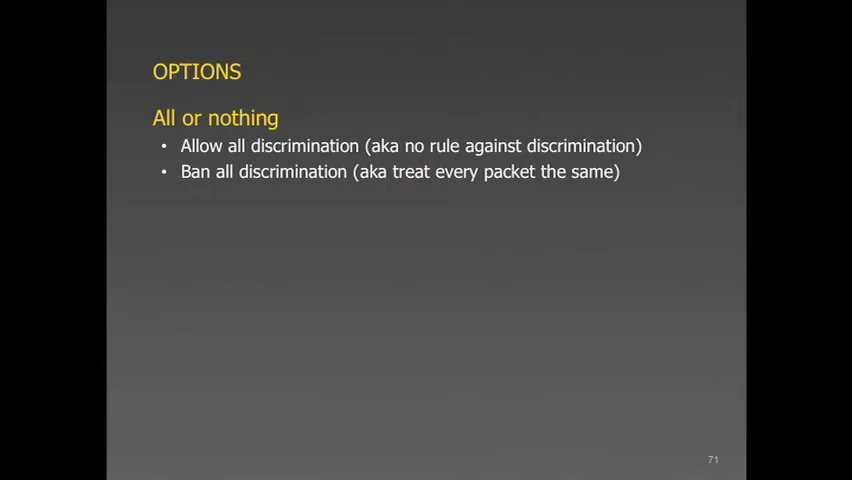 OPTIONS
All or nothing
• Allow all discrimination (aka no rule against discrimination)
• Ban all discrimination (aka treat every packet the same)
71